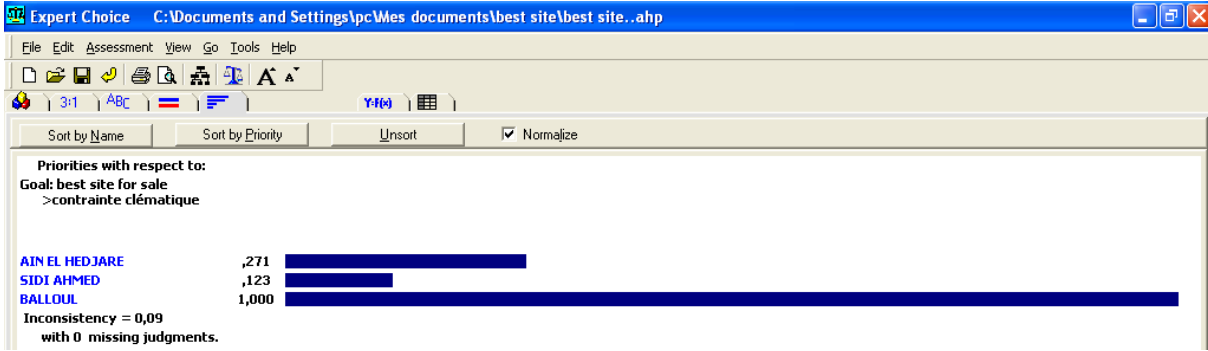 Expert Choice C:\Documents and Settings\pc\Mes documents\best site\best site..ahp
File Edit Assessment View Go Tools Help
A A
3:1 ABC Y=f(x)
Sort by Name Sort by Priority Unsort Normalize
Priorities with respect to:
Goal: best site for sale
>contrainte clématique
AIN EL HEDJARE ,271
SIDI AHMED ,123
BALLOUL 1,000
Inconsistency = 0,09
with 0 missing judgments.